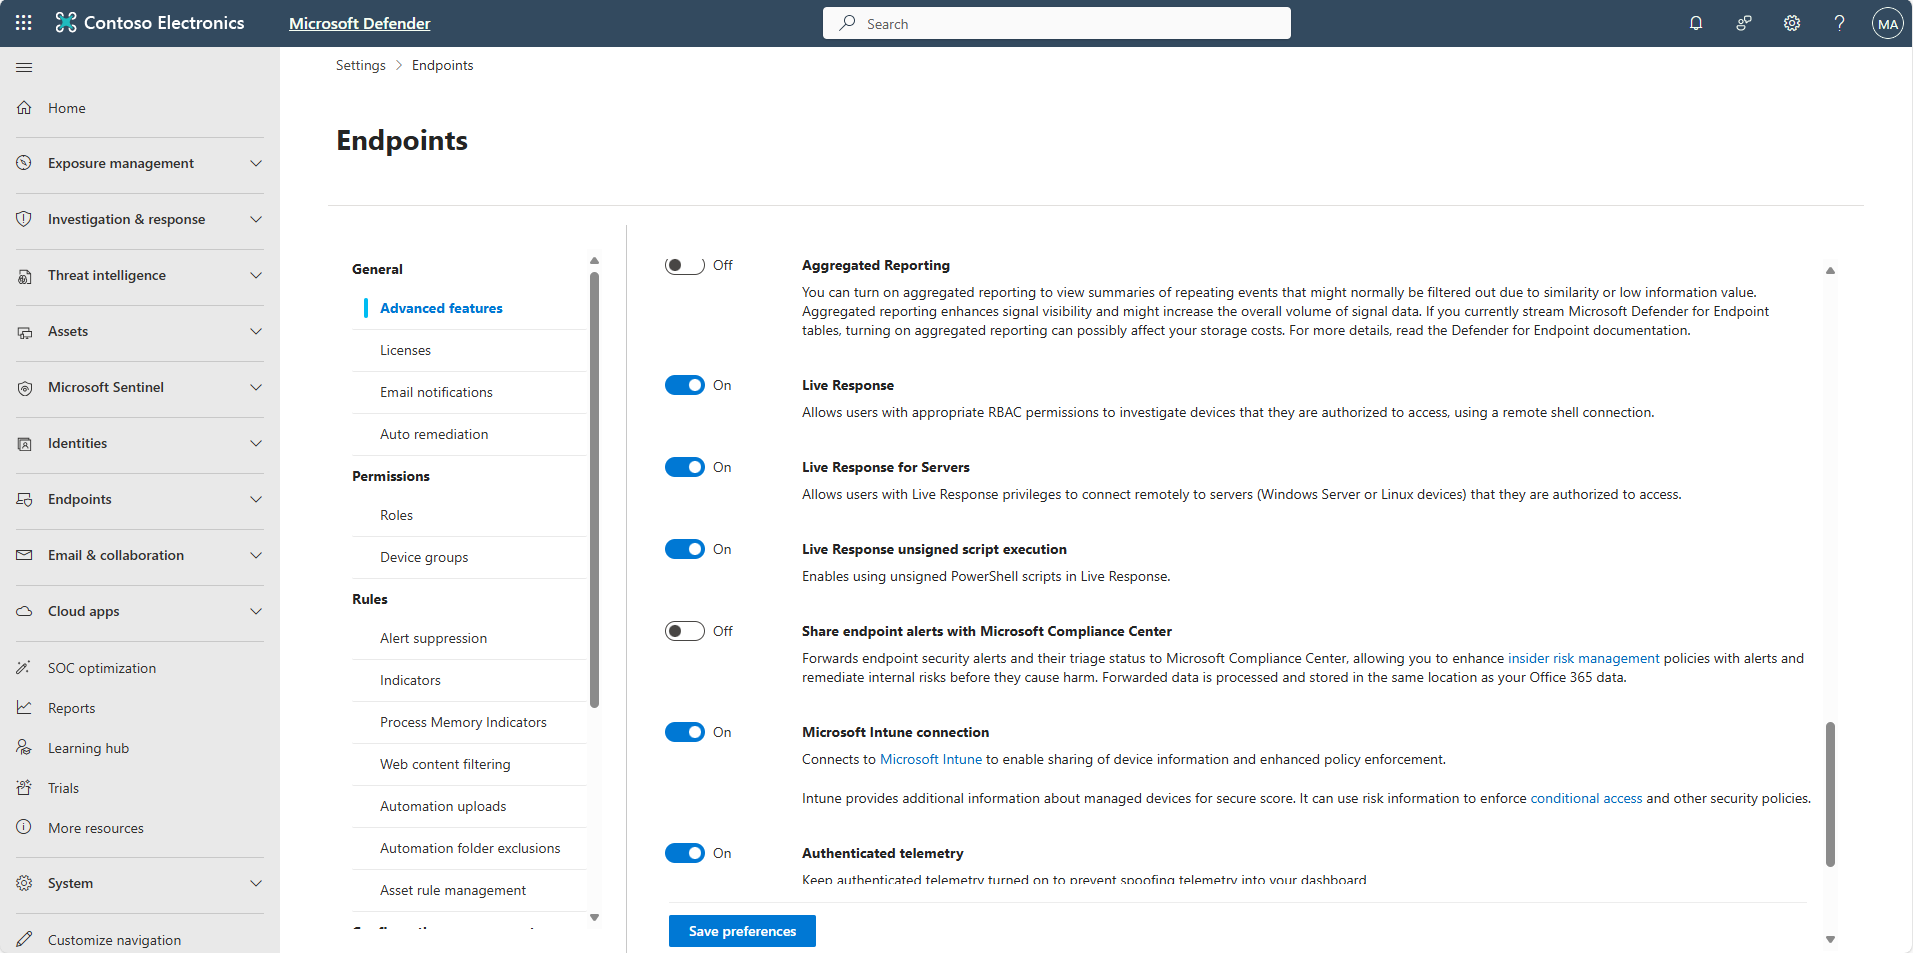 Contoso Electronics
Microsoft Defender
Search
MA
Settings > Endpoints
Home
Exposure management
Investigation & response
Threat intelligence
Assets
Microsoft Sentinel
Identities
Endpoints
Email & collaboration
Cloud apps
SOC optimization
Reports
Learning hub
Trials
More resources
System
Customize navigation
Endpoints
General
Advanced features
Licenses
Email notifications
Auto remediation
Permissions
Roles
Device groups
Rules
Alert suppression
Indicators
Process Memory Indicators
Web content filtering
Automation uploads
Automation folder exclusions
Asset rule management
Off
Aggregated Reporting
You can turn on aggregated reporting to view summaries of repeating events that might normally be filtered out due to similarity or low information value.
Aggregated reporting enhances signal visibility and might increase the overall volume of signal data. If you currently stream Microsoft Defender for Endpoint
tables, turning on aggregated reporting can possibly affect your storage costs. For more details, read the Defender for Endpoint documentation.
On
Live Response
Allows users with appropriate RBAC permissions to investigate devices that they are authorized to access, using a remote shell connection.
On
Live Response for Servers
Allows users with Live Response privileges to connect remotely to servers (Windows Server or Linux devices) that they are authorized to access.
On
Live Response unsigned script execution
Enables using unsigned PowerShell scripts in Live Response.
Off
Share endpoint alerts with Microsoft Compliance Center
Forwards endpoint security alerts and their triage status to Microsoft Compliance Center, allowing you to enhance insider risk management policies with alerts and
remediate internal risks before they cause harm. Forwarded data is processed and stored in the same location as your Office 365 data.
On
Microsoft Intune connection
Connects to Microsoft Intune to enable sharing of device information and enhanced policy enforcement.
Intune provides additional information about managed devices for secure score. It can use risk information to enforce conditional access and other security policies.
On
Authenticated telemetry
Keep authenticated telemetry turned on to prevent spoofing telemetry into your dashboard
Save preferences